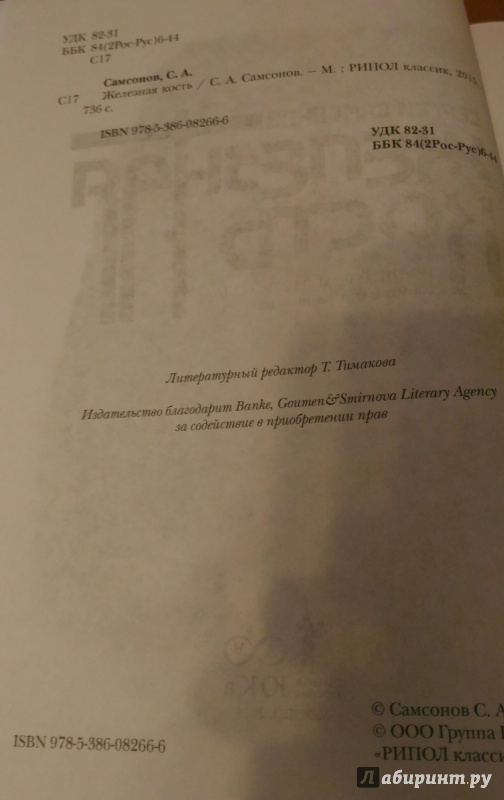 УДК 82-31
ББК 84(2Рос-Рус)6-44
С17
Самсонов, С. А.
С17 Железная кость / С. А. Самсонов. — М. : РИПОЛ классик, 2015
736 с.
ISBN 978-5-386-08266-6
УДК 82-31
ББК 84(2Рос-Рус)6-44
Литературный редактор Т. Тимакова
Издательство благодарит Banke, Goumen&Smirnova Literary Agency
за содействие в приобретении прав
© Самсонов С. А
© ООО Группа
ISBN 978-5-386-08266-6
«РИПОЛ класси
Лабиринт.ру